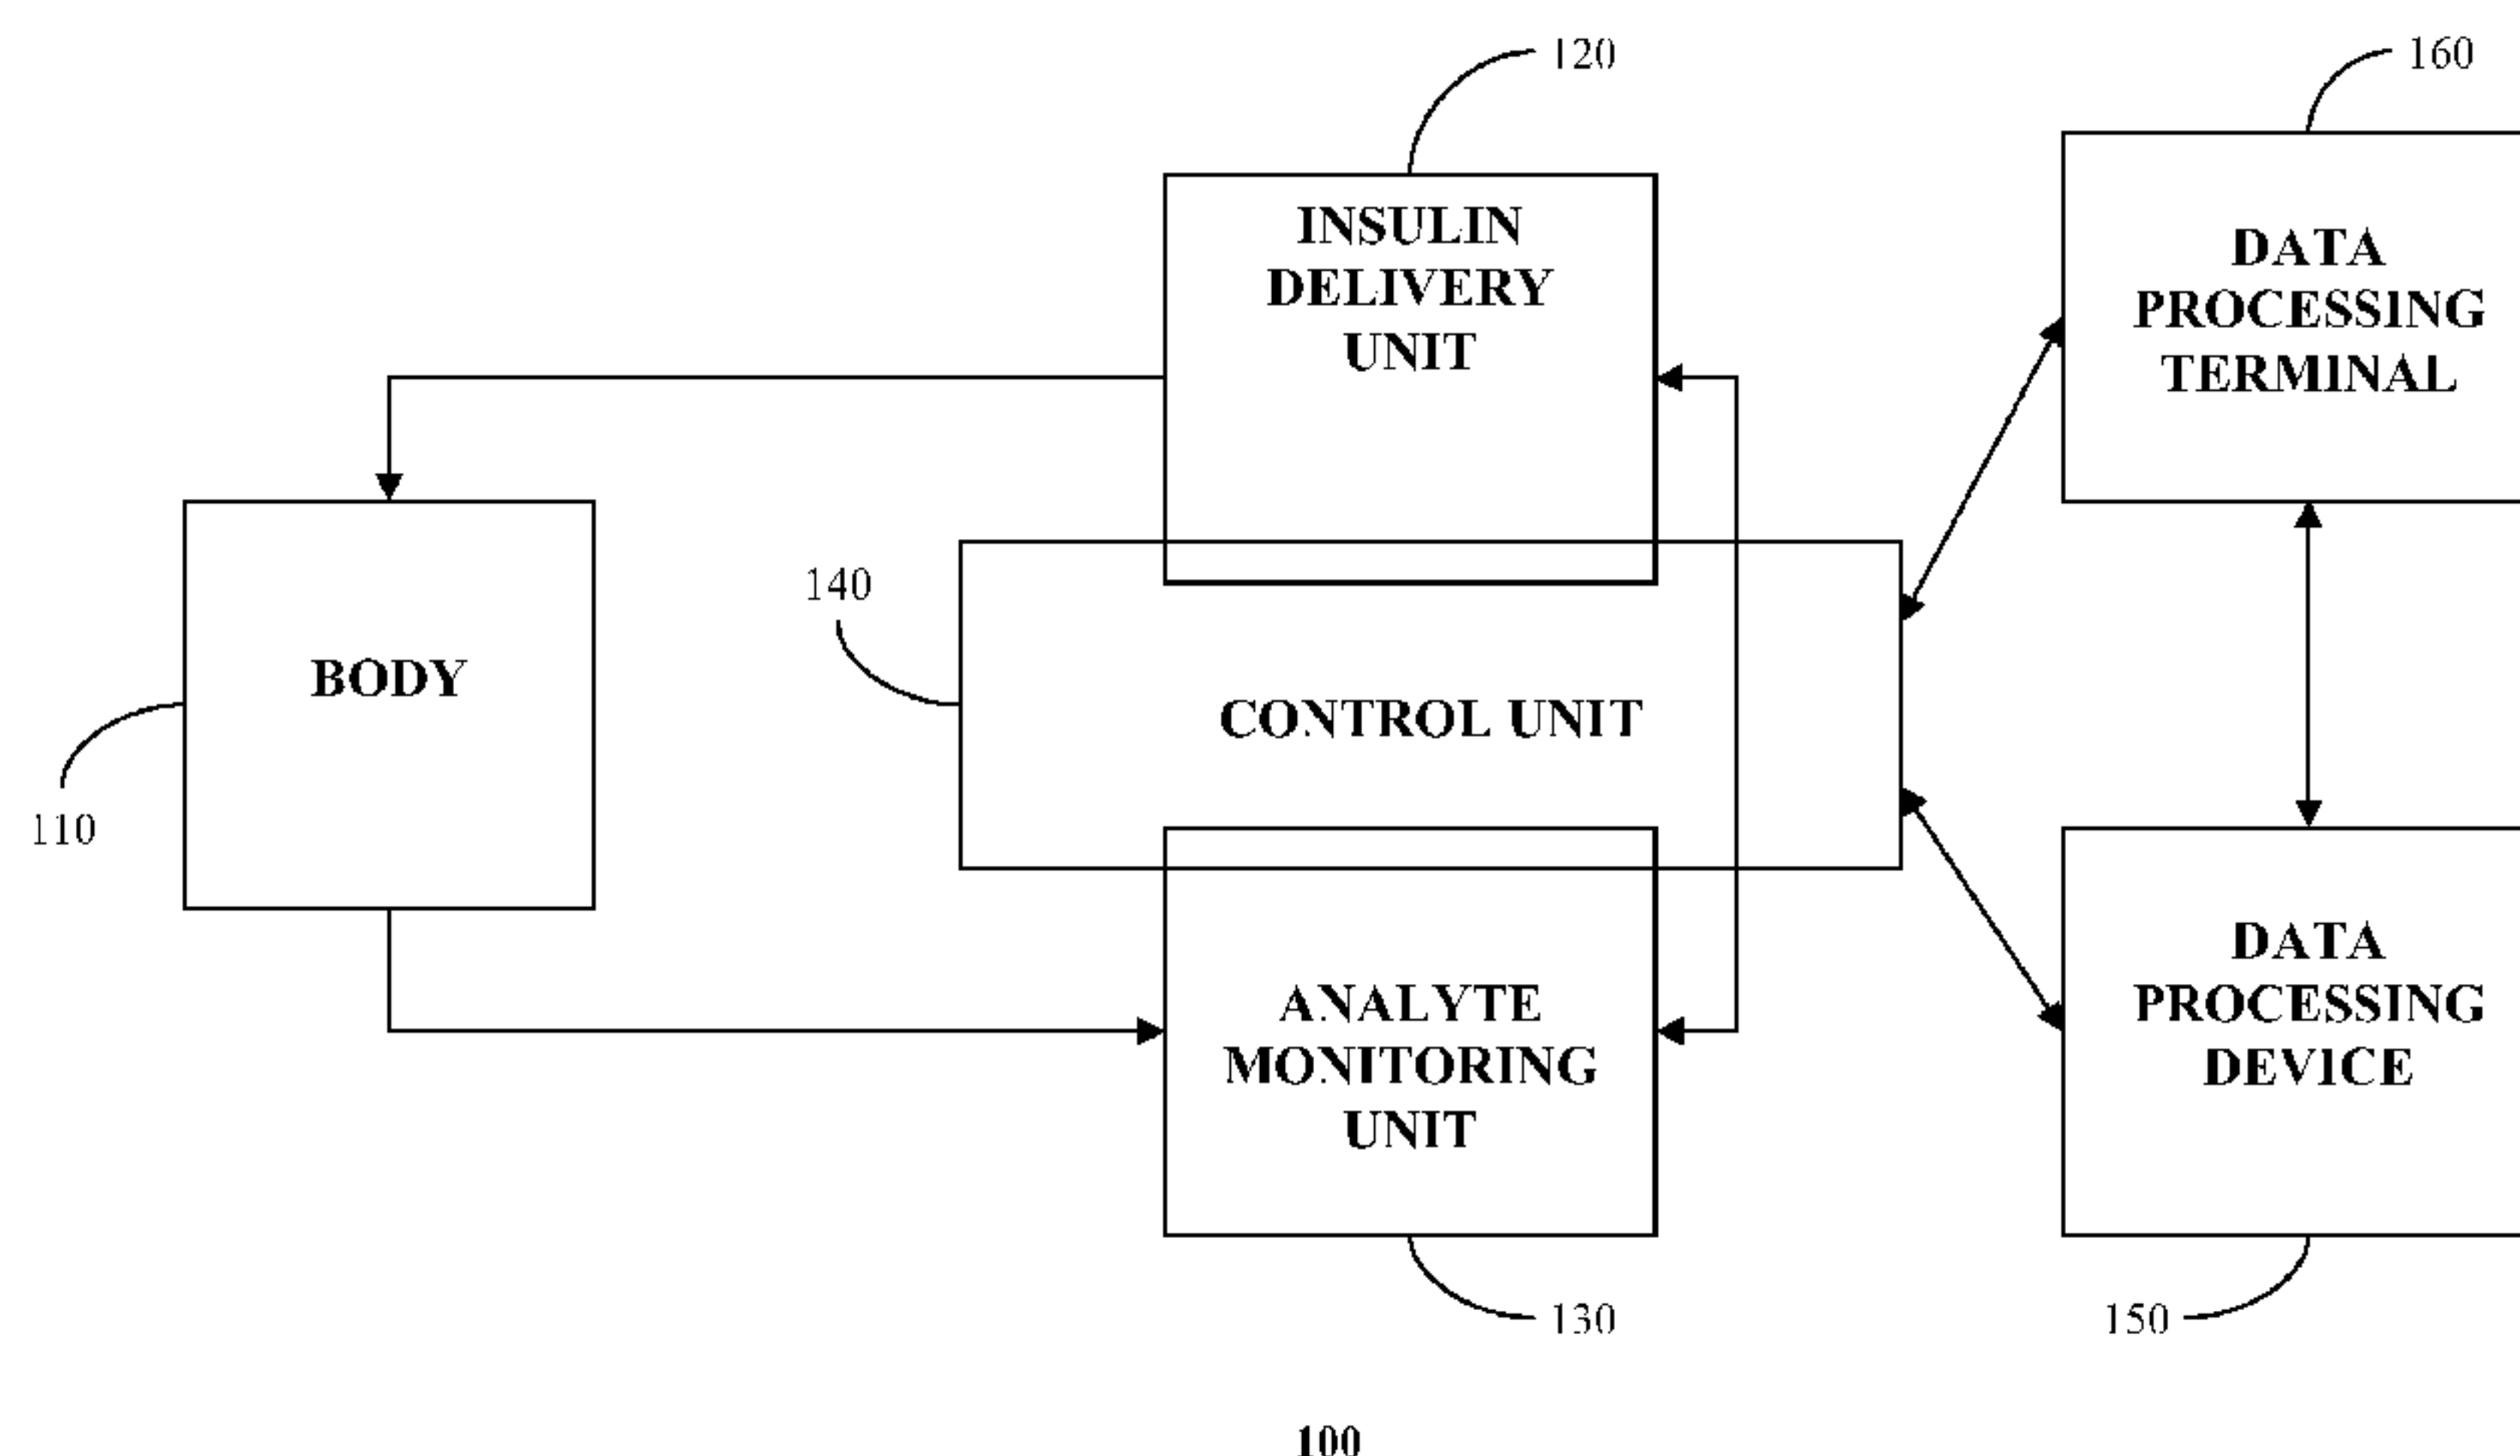 120
160
INSULIN
DELIVERY
UNIT
DATA
PROCESSING
TERMINAL
140
BODY
CONTROL UNIT
110
ANALYTE
MONITORING
UNIT
DATA
PROCESSING
DEVICE
130
150
100